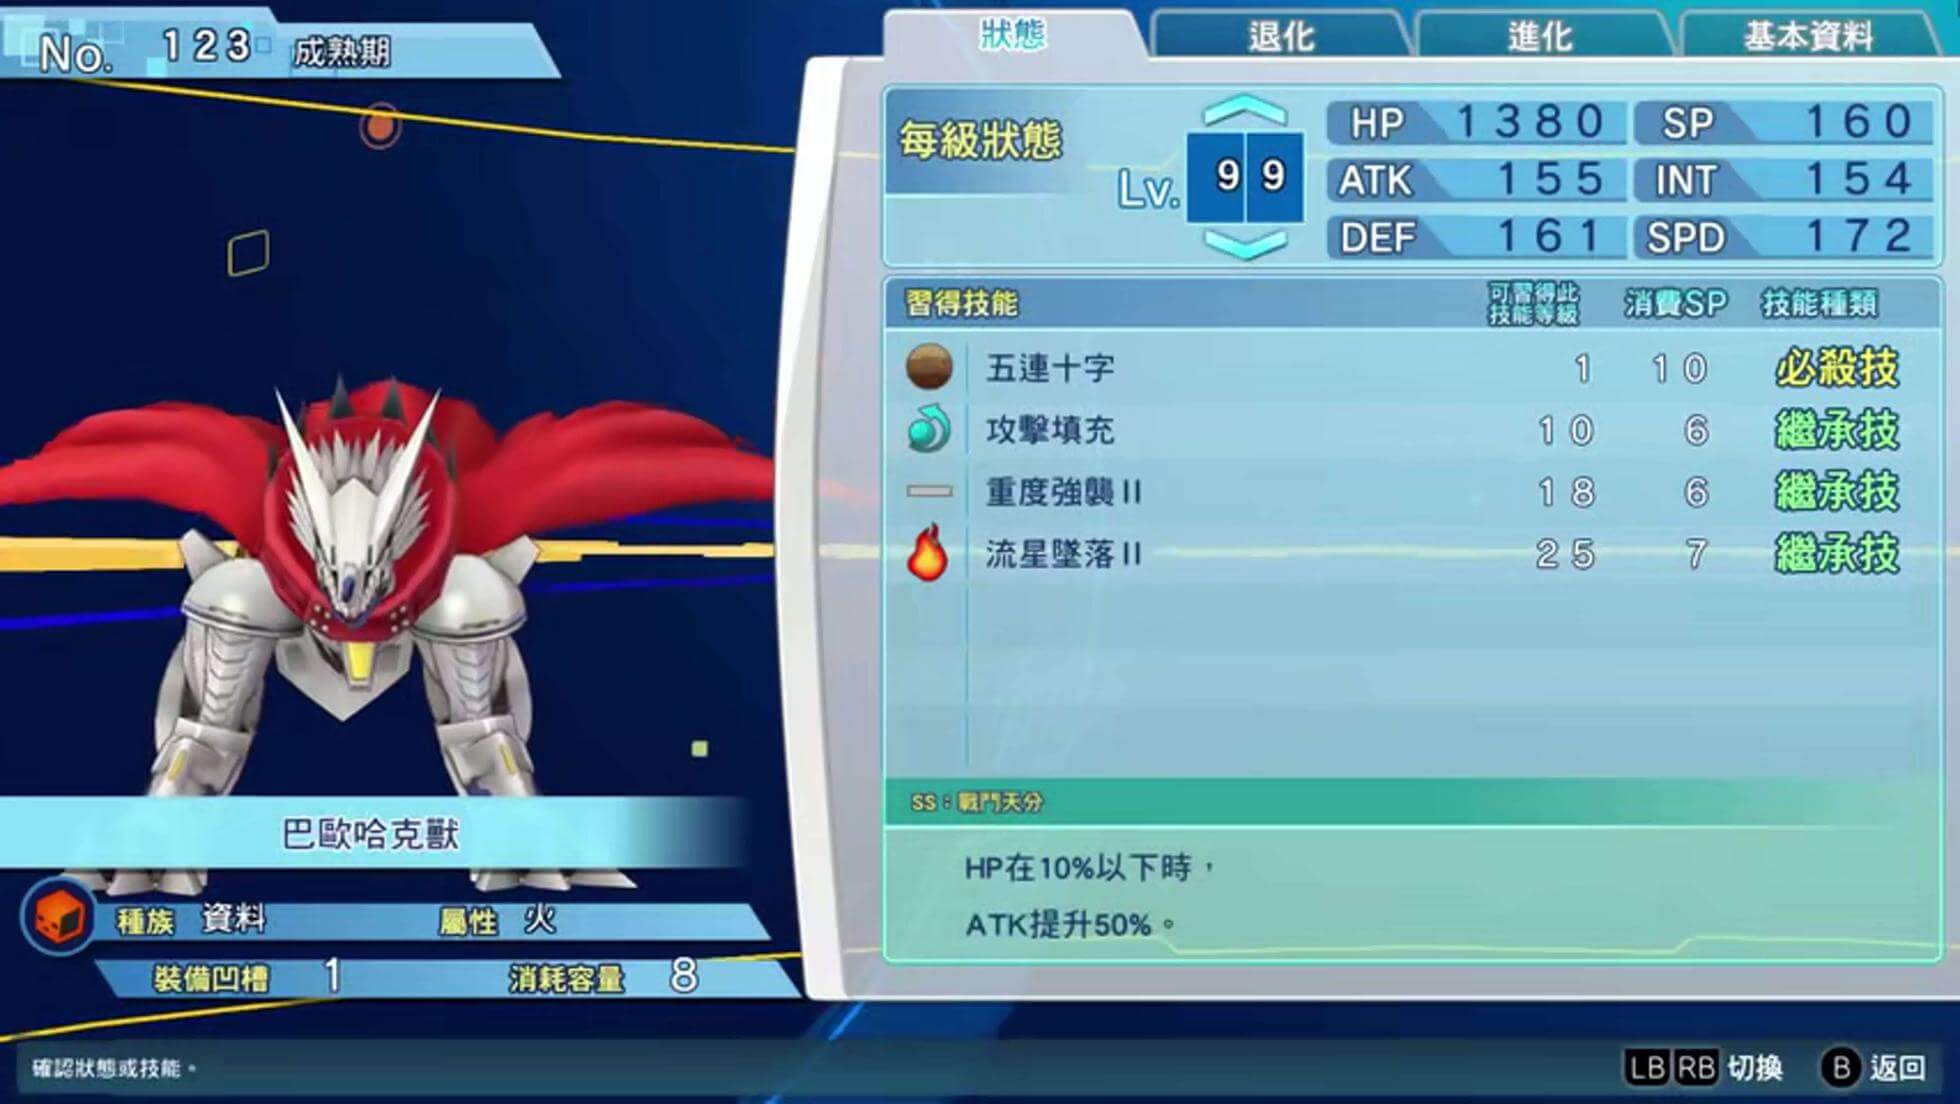 No. 123 成熟期
狀態 退化 進化 基本資料
每級狀態
Lv. 99
HP 1380 SP 160
ATK 155 INT 154
DEF 161 SPD 172
習得技能 可習得此技能等級 消費SP 技能種類
五連十字 1 10 必殺技
攻擊填充 10 6 繼承技
重度強襲II 18 6 繼承技
流星墜落II 25 7 繼承技
SS：戰鬥天分
HP在10%以下時，
ATK提升50%。
巴歐哈克獸
種族 資料 屬性 火
裝備凹槽 1 消耗容量 8
確認狀態或技能。
LB RB 切換 B 返回